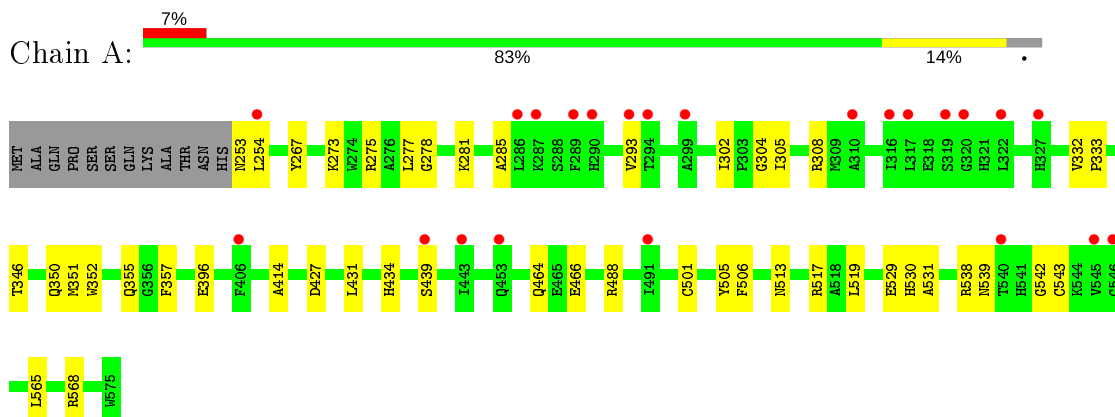 7%
Chain A:
83%
14%
MET ALA GLN PRO SER SER GLN LYS ALA THR ASN HIS N253 L254 Y267 K273 W274 R275 A276 L277 G278 K281 A285 L286 K287 S288 F289 H290 V293 T294 A299 I302 P303 G304 I305 R308 M309 A310 I316 L317 E318 S319 G320 H321 L322 H327 V332 P333
T346 Q350 M351 W352 Q355 G356 F357 E396 F406 A414 D427 L431 H434 S439 I443 Q453 Q464 E465 E466 R488 I491 C501 Y505 F506 N513 R517 A518 L519 E529 H530 A531 R538 N539 T540 H541 G542 C543 K544 V545 G546
L565 R568 W575